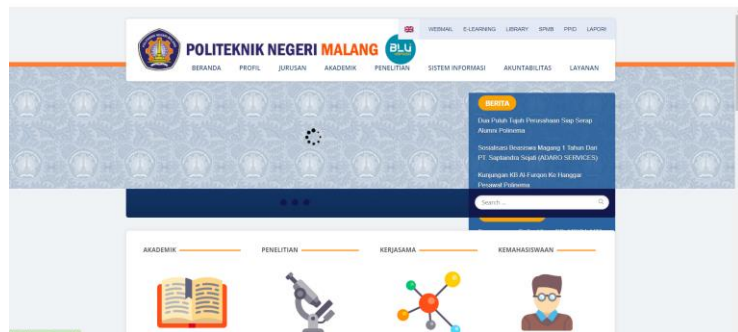 WEBMAIL E-LEARNING LIBRARY SPMB PPID LAPOR!
POLITEKNIK NEGERI MALANG
BLU
BERANDA PROFIL JURUSAN AKADEMIK PENELITIAN SISTEM INFORMASI AKUNTABILITAS LAYANAN
BERITA
Dua Puluh Tujuh Perusahaan Siap Serap
Alumni Polinema
Sosialisasi Beasiswa Magang 1 Tahun Dari
PT. Saptaindra Sejati (ADARO SERVICES)
Kunjungan KB Al-Furqon Ke Hanggar
Pesawat Polinema
Search ...
AKADEMIK
PENELITIAN
KERJASAMA
KEMAHASISWAAN